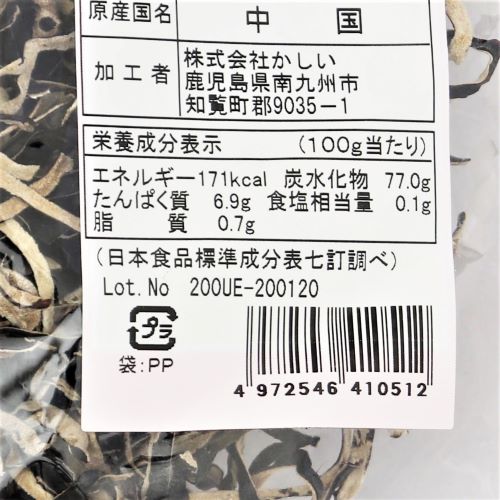 原産国名 中国
加工者 株式会社かしい
鹿児島県南九州市
知覧町郡9035-1
栄養成分表示 (100g当たり)
エネルギー171kcal 炭水化物 77.0g
たんぱく質 6.9g 食塩相当量 0.1g
脂質 0.7g
(日本食品標準成分表七訂調べ)
Lot.No 200UE-200120
プラ
袋:PP
4 972546 410512